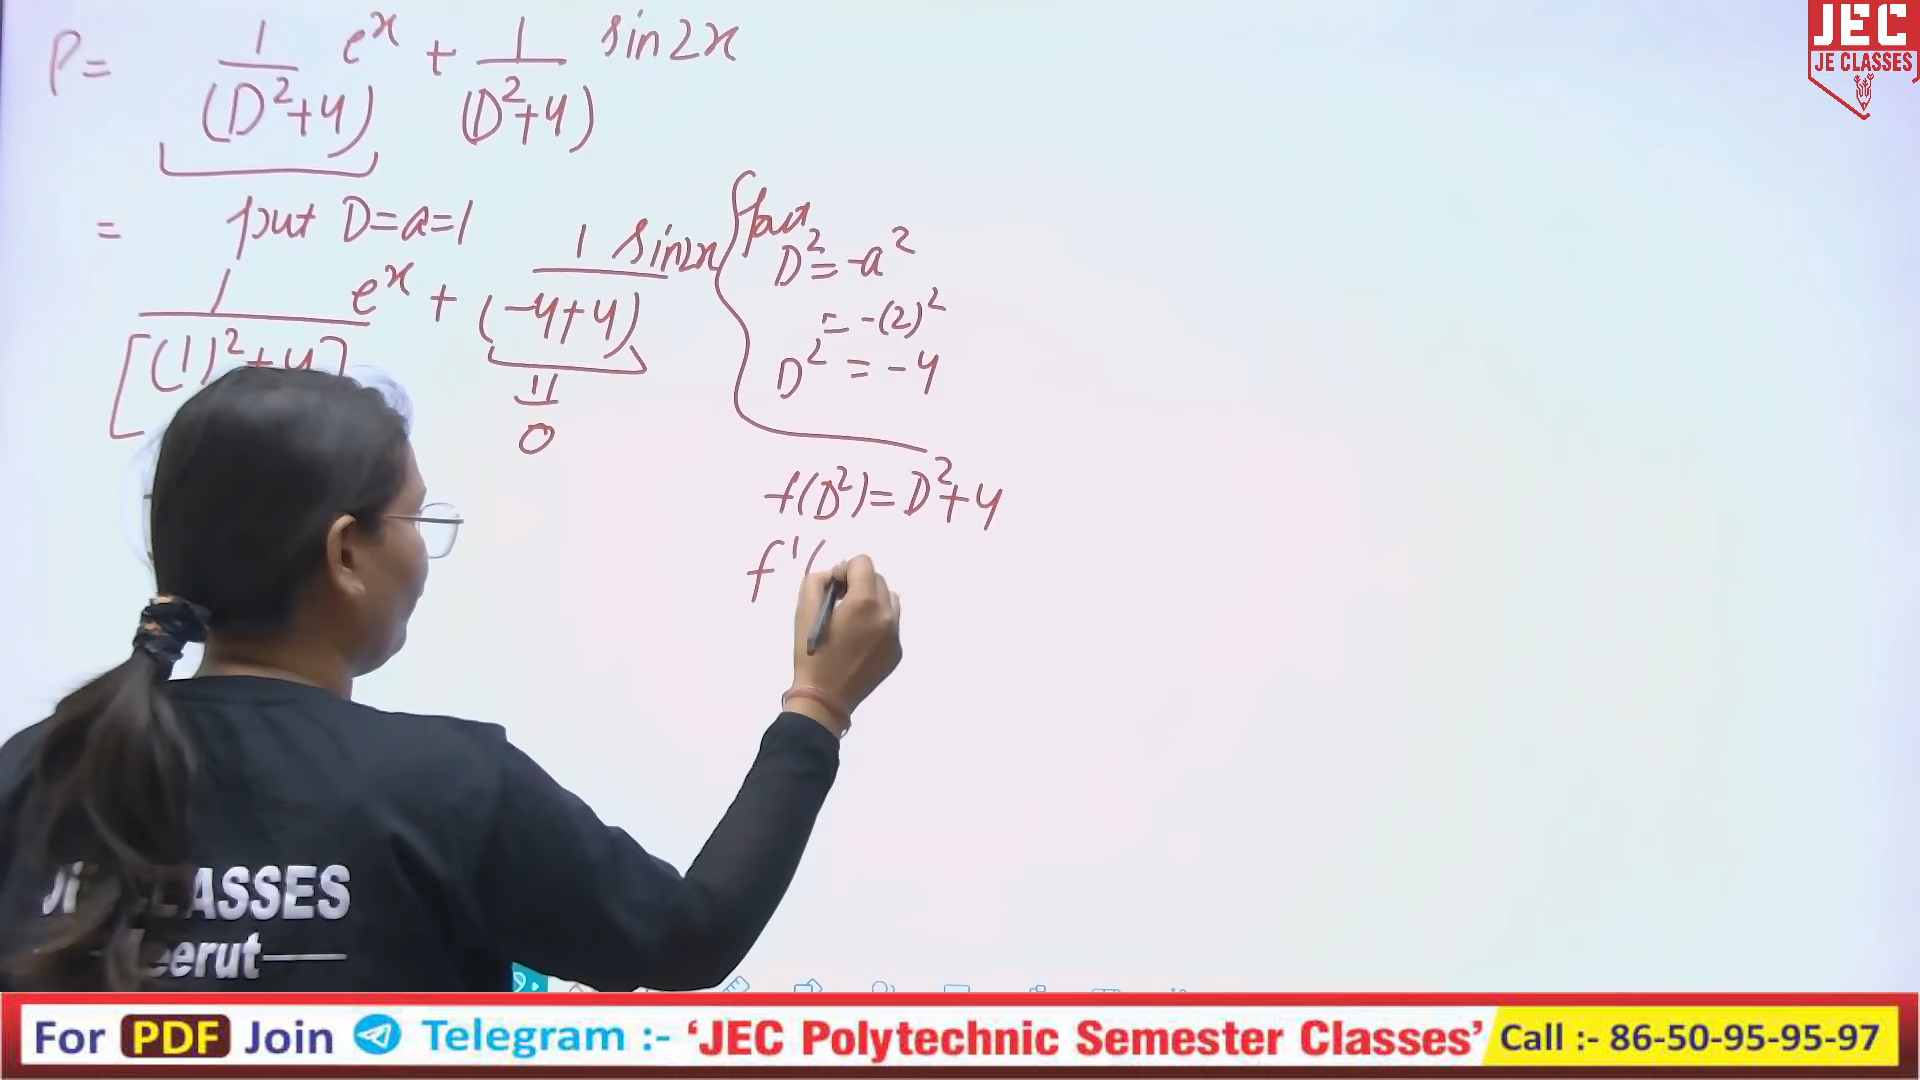 P = 1/(D²+4) eˣ + 1/(D²+4) sin2x
= put D=a=1
1/[(1)²+4] eˣ + 1/(-4+4) sin2x
= 0
put
D² = -a²
= -(2)²
D² = -4
f(D²) = D²+4
f'(
JEC
JE CLASSES
CLASSES
eerut
For PDF Join Telegram :- ‘JEC Polytechnic Semester Classes’ Call :- 86-50-95-95-97